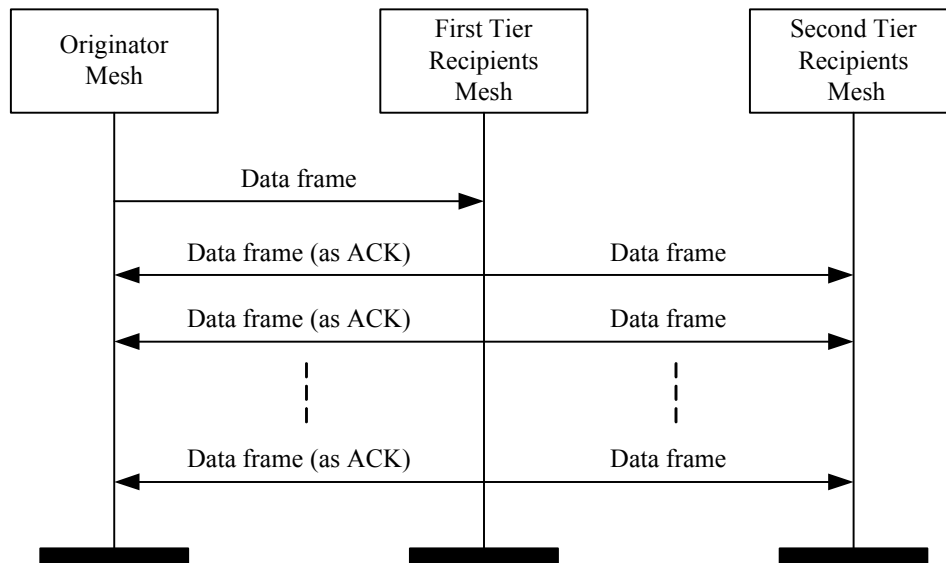 Originator
Mesh
First Tier
Recipients
Mesh
Second Tier
Recipients
Mesh
Data frame
Data frame (as ACK)
Data frame
Data frame (as ACK)
Data frame
Data frame (as ACK)
Data frame